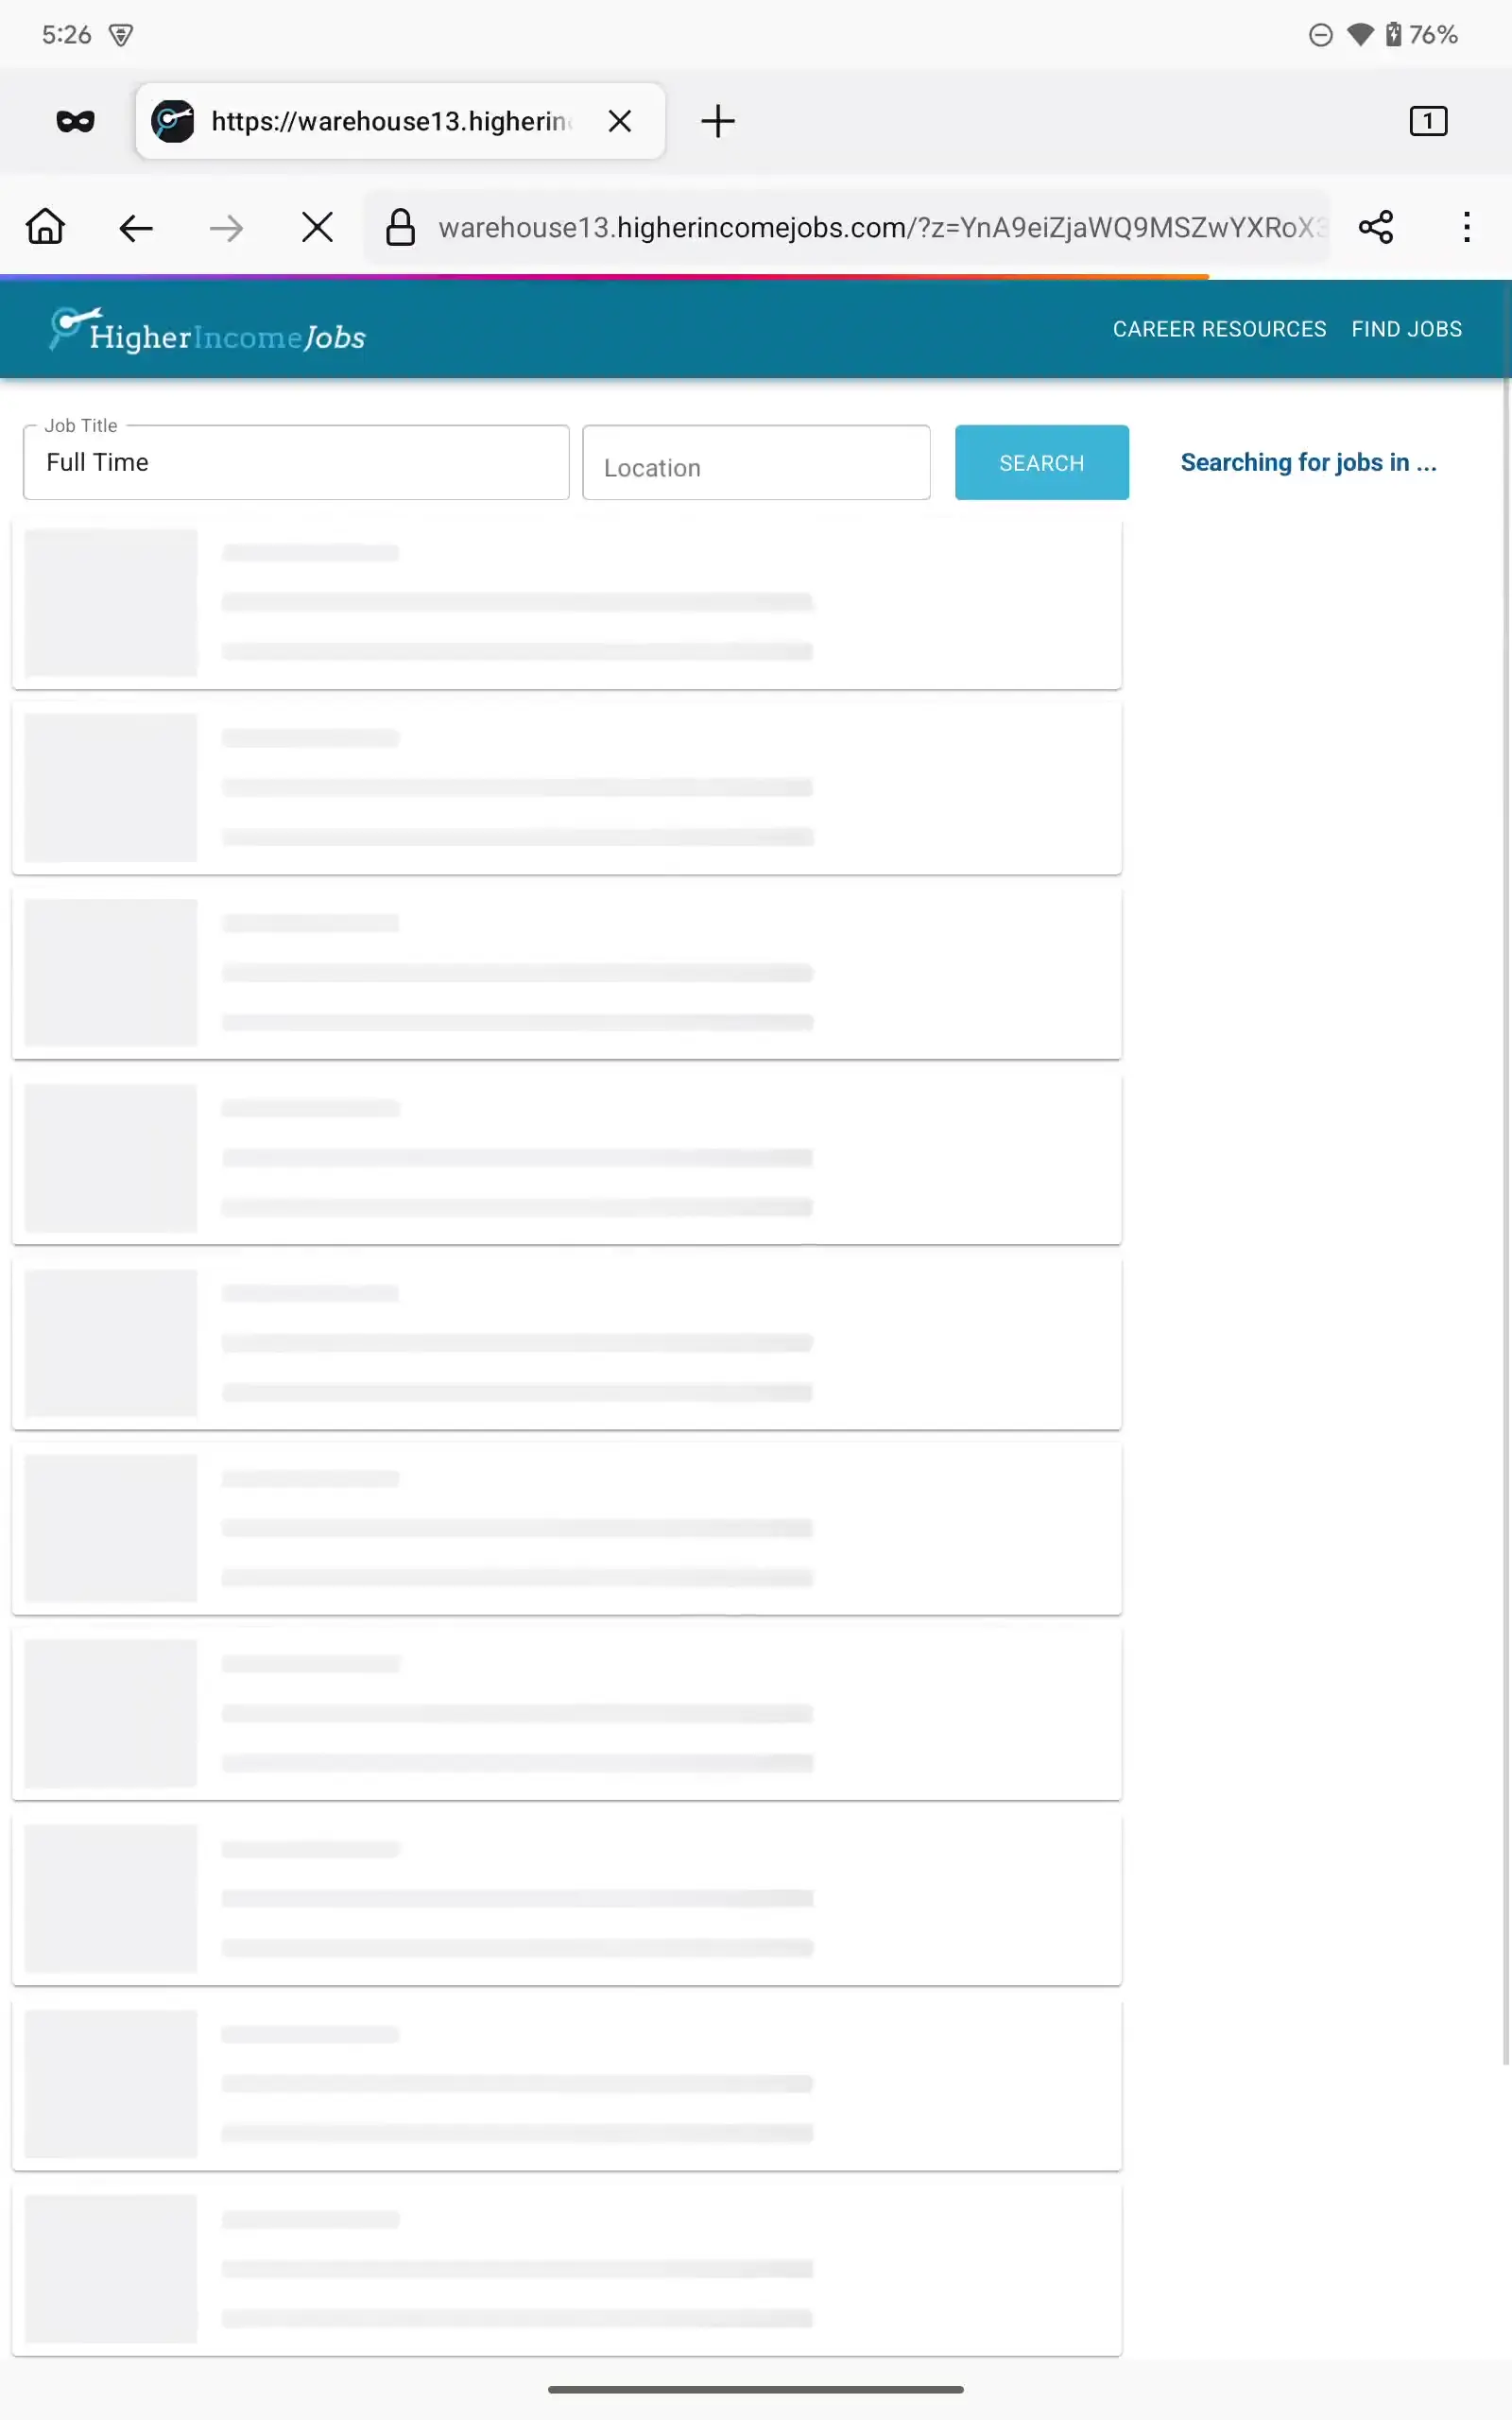 5:26
76%
https://warehouse13.higherin
1
warehouse13.higherincomejobs.com/?z=YnA9eiZjaWQ9MSZwYXRoX3
HigherIncomeJobs
CAREER RESOURCES FIND JOBS
Job Title
Full Time
Location
SEARCH
Searching for jobs in ...